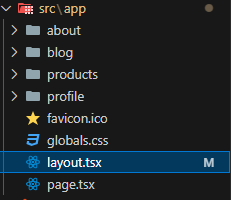 src\app
about
blog
products
profile
favicon.ico
globals.css
layout.tsx M
page.tsx